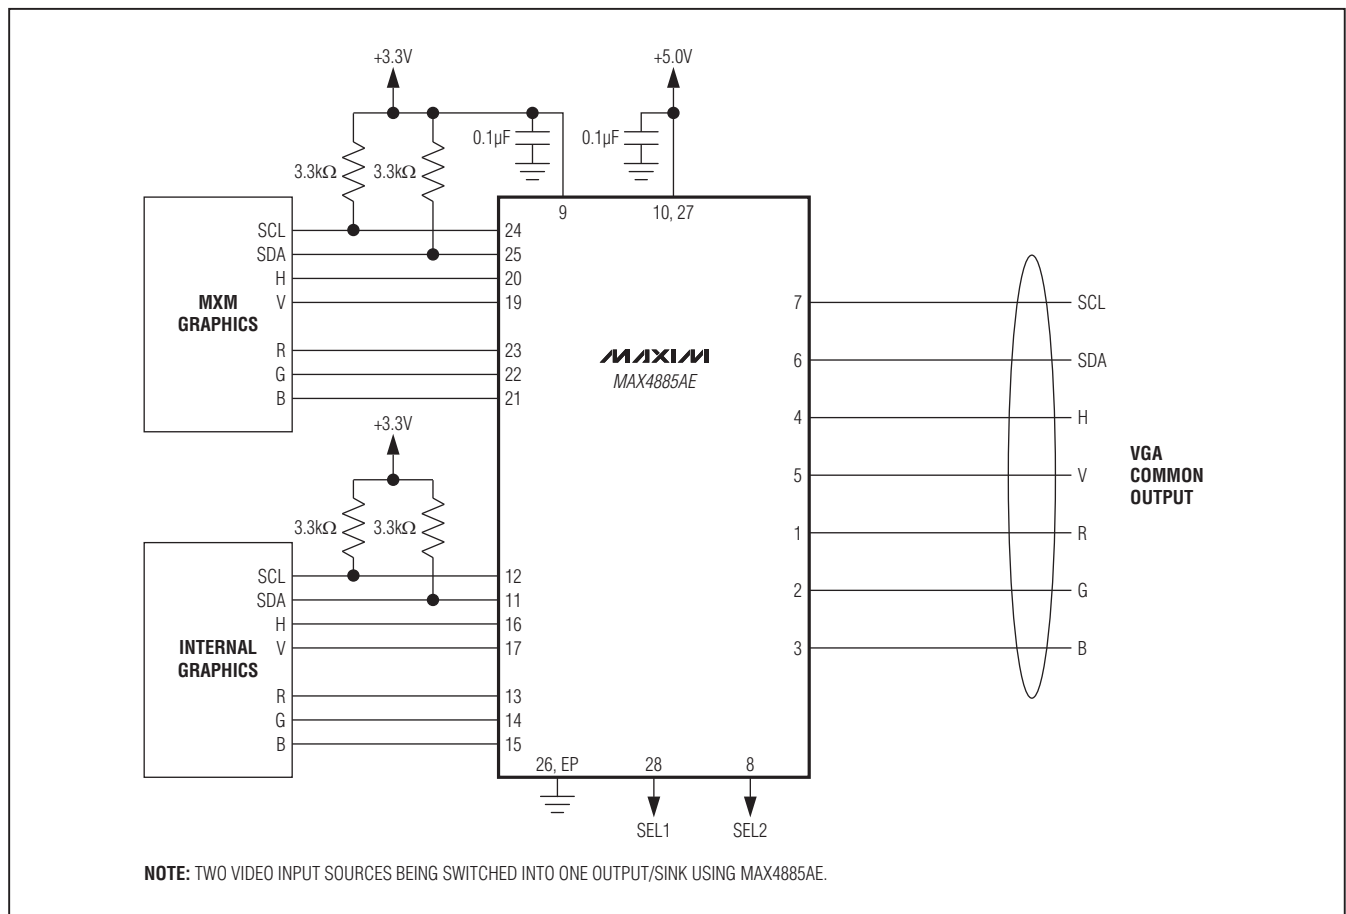 +3.3V
+5.0V
0.1µF
0.1µF
3.3kΩ
3.3kΩ
9
10, 27
MXM
GRAPHICS
SCL
SDA
H
V
R
G
B
24
25
20
19
23
22
21
MAXIM
MAX4885AE
7
6
4
5
1
2
3
SCL
SDA
H
V
R
G
B
VGA
COMMON
OUTPUT
+3.3V
3.3kΩ
3.3kΩ
INTERNAL
GRAPHICS
SCL
SDA
H
V
R
G
B
12
11
16
17
13
14
15
26, EP
28
8
SEL1
SEL2
NOTE: TWO VIDEO INPUT SOURCES BEING SWITCHED INTO ONE OUTPUT/SINK USING MAX4885AE.